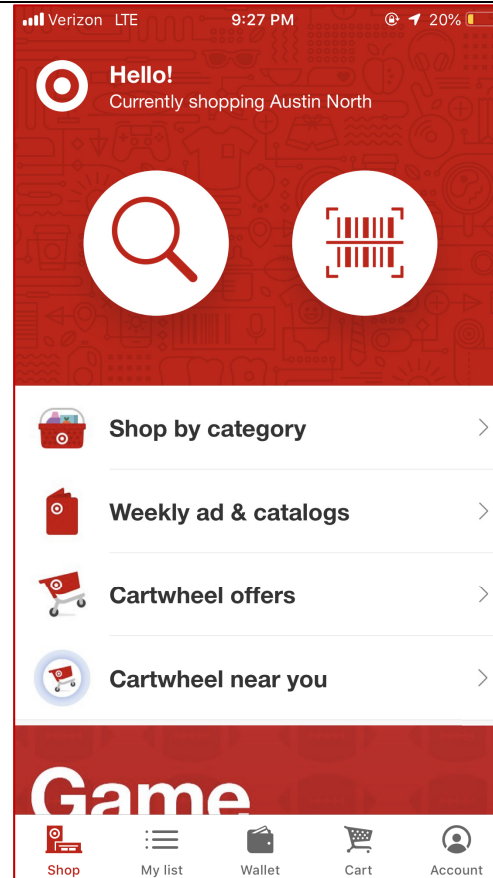 Verizon LTE 9:27 PM 20%
Hello!
Currently shopping Austin North
Shop by category
Weekly ad & catalogs
Cartwheel offers
Cartwheel near you
Game
Shop My list Wallet Cart Account